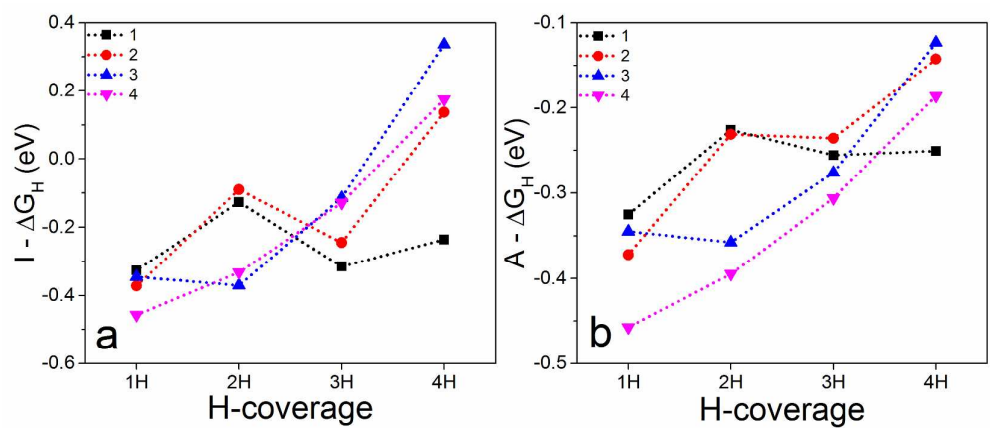 I - ΔG_H (eV)
0.4
0.2
0.0
-0.2
-0.4
-0.6
1
2
3
4
a
1H
2H
3H
4H
H-coverage
A - ΔG_H (eV)
-0.1
-0.2
-0.3
-0.4
-0.5
1
2
3
4
b
1H
2H
3H
4H
H-coverage